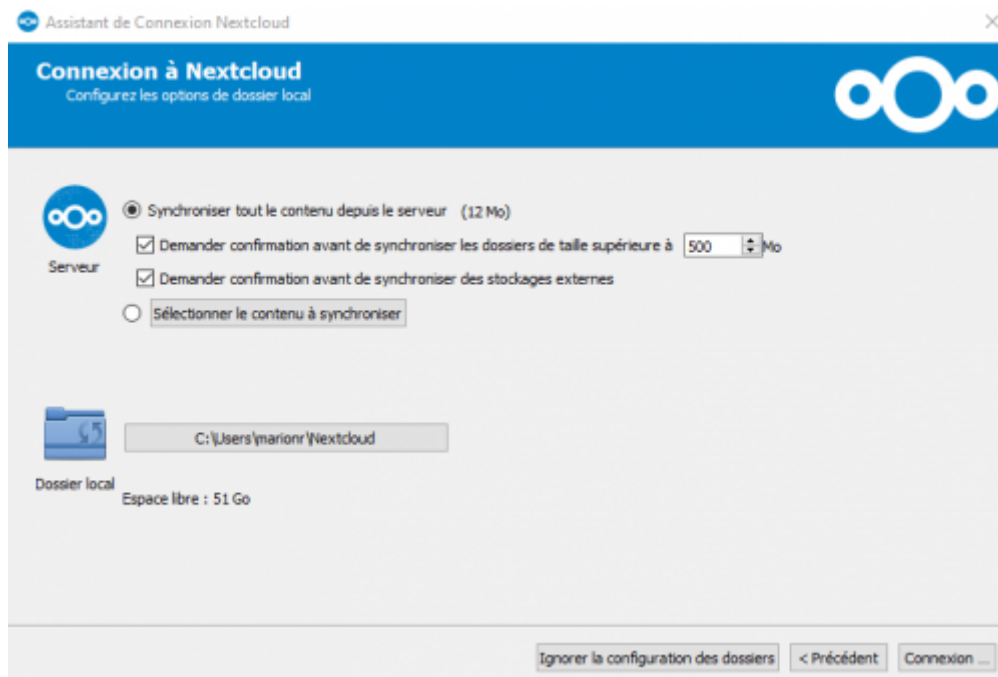 Assistant de Connexion Nextcloud
Connexion à Nextcloud
Configurez les options de dossier local
Synchroniser tout le contenu depuis le serveur (12 Mo)
Demander confirmation avant de synchroniser les dossiers de taille supérieure à 500 Mo
Serveur
Demander confirmation avant de synchroniser des stockages externes
Sélectionner le contenu à synchroniser
C:\Users\marionr\Nextcloud
Dossier local
Espace libre : 51 Go
Ignorer la configuration des dossiers < Précédent Connexion ...